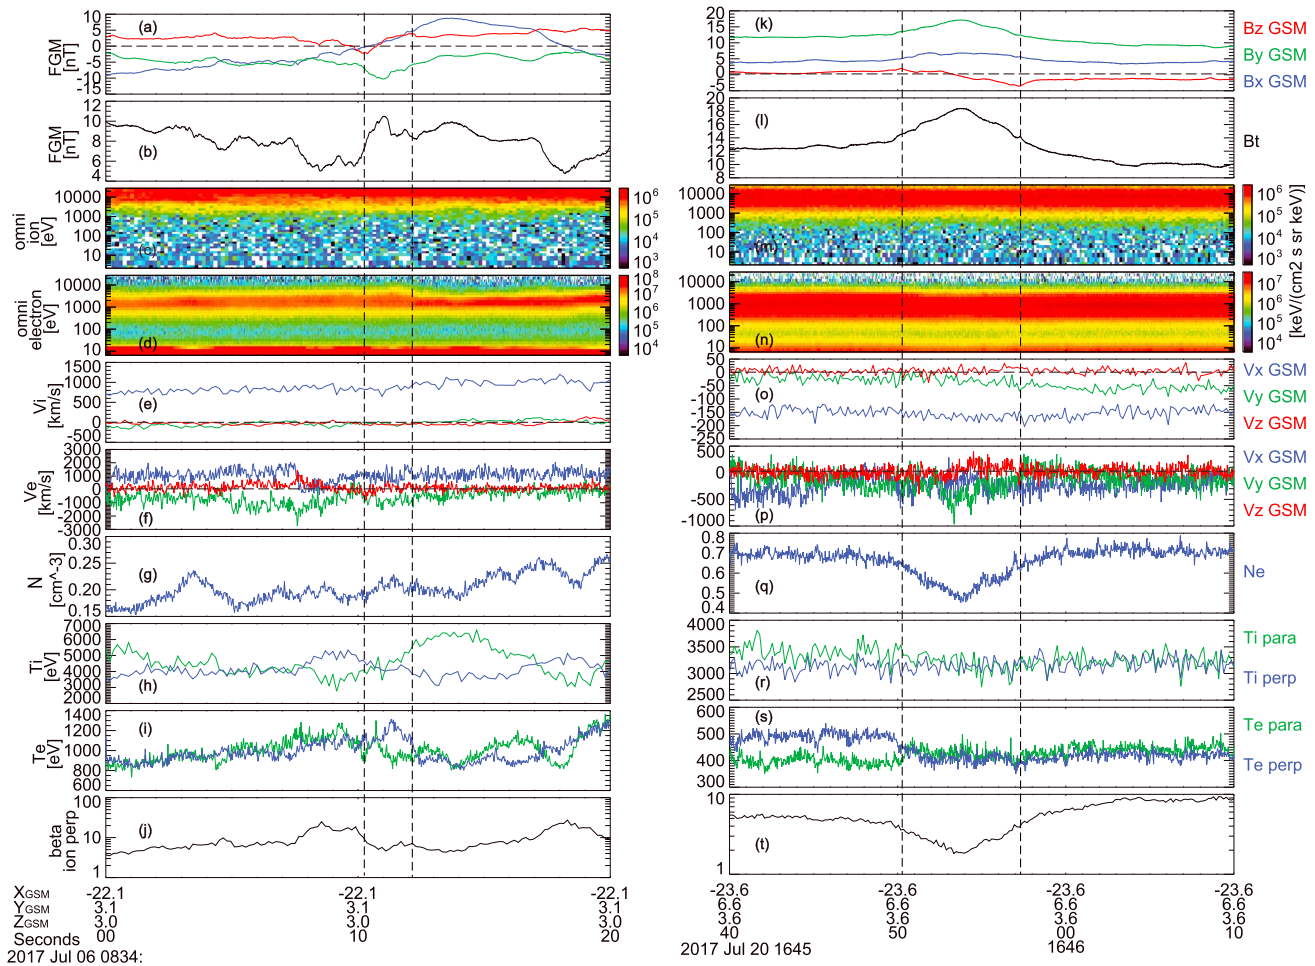 (a)
FGM
[nT]
10
5
0
-5
-10
-15
(b)
FGM
[nT]
12
10
8
6
4
(c)
omni
ion
[eV]
10000
1000
100
10
10^6
10^5
10^4
10^3
(d)
omni
electron
[eV]
10000
1000
100
10
10^8
10^7
10^6
10^5
10^4
(e)
Vi
[km/s]
1500
1000
500
0
-500
(f)
Ve
[km/s]
3000
2000
1000
0
-1000
-2000
-3000
(g)
N
[cm^-3]
0.30
0.25
0.20
0.15
(h)
Ti
[eV]
7000
6000
5000
4000
3000
2000
(i)
Te
[eV]
1400
1200
1000
800
600
(j)
beta
ion perp
100
10
1
XGSM -22.1 -22.1 -22.1
YGSM 3.1 3.1 3.1
ZGSM 3.0 3.0 3.0
Seconds 00 10 20
2017 Jul 06 0834:
(k)
20
15
10
5
0
-5
Bz GSM
By GSM
Bx GSM
(l)
20
18
16
14
12
10
8
Bt
(m)
10000
1000
100
10
10^6
10^5
10^4
10^3
[keV/(cm2 s sr keV)]
(n)
10000
1000
100
10
10^7
10^6
10^5
10^4
(o)
50
0
-50
-100
-150
-200
-250
Vx GSM
Vy GSM
Vz GSM
(p)
500
0
-500
-1000
Vx GSM
Vy GSM
Vz GSM
(q)
0.8
0.7
0.6
0.5
0.4
Ne
(r)
4000
3500
3000
2500
Ti para
Ti perp
(s)
600
500
400
300
Te para
Te perp
(t)
10
1
-23.6 -23.6 -23.6 -23.6
6.6 6.6 6.6 6.6
3.6 3.6 3.6 3.6
40 50 00 10
2017 Jul 20 1645 1646